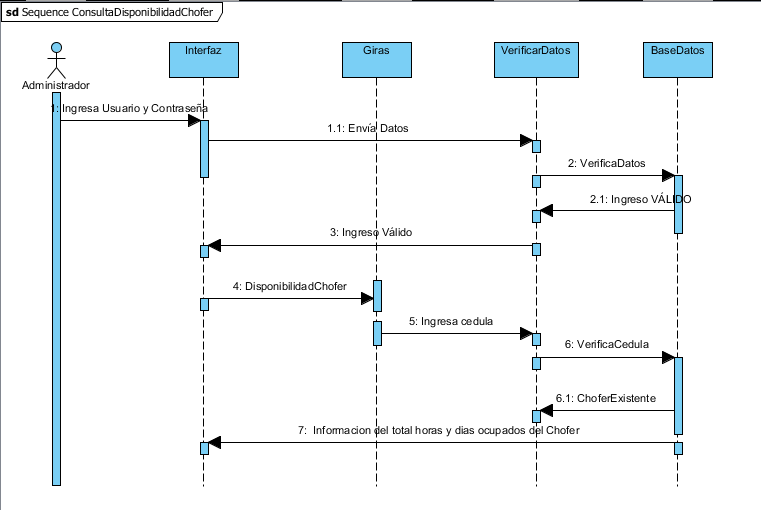 sd Sequence ConsultaDisponibilidadChofer
Administrador
Interfaz
Giras
VerificarDatos
BaseDatos
1: Ingresa Usuario y Contraseña
1.1: Envía Datos
2: VerificaDatos
2.1: Ingreso VÁLIDO
3: Ingreso Válido
4: DisponibilidadChofer
5: Ingresa cedula
6: VerificaCedula
6.1: ChoferExistente
7: Informacion del total horas y dias ocupados del Chofer